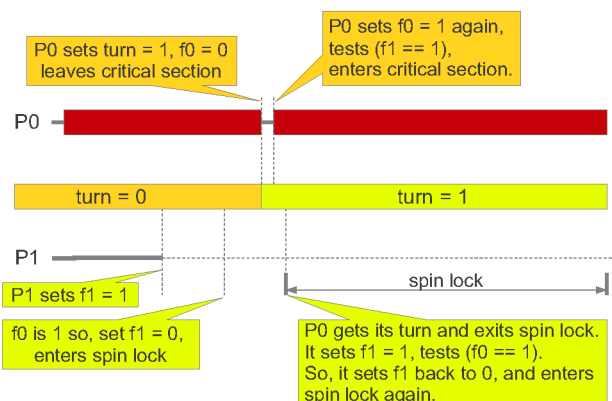 P0 sets turn = 1, f0 = 0
leaves critical section
P0 sets f0 = 1 again,
tests (f1 == 1),
enters critical section.
P0
turn = 0
turn = 1
P1
spin lock
P1 sets f1 = 1
f0 is 1 so, set f1 = 0,
enters spin lock
P0 gets its turn and exits spin lock.
It sets f1 = 1, tests (f0 == 1).
So, it sets f1 back to 0, and enters
spin lock again.